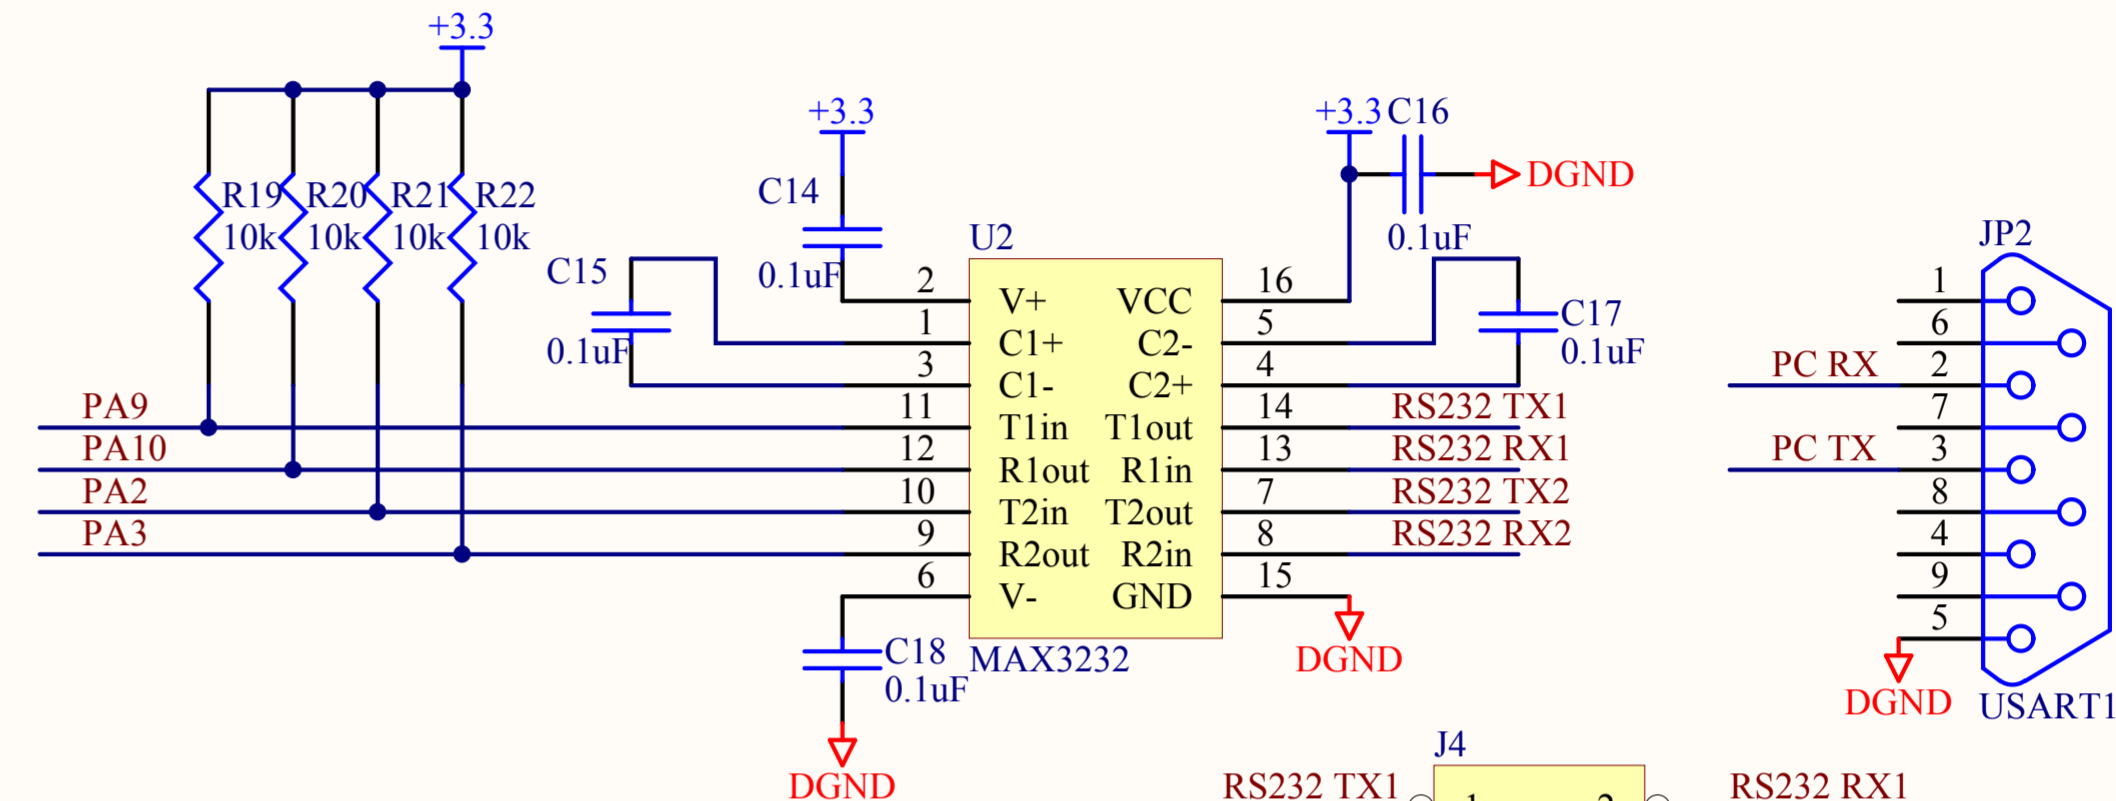 +3.3
R19
10k
R20
10k
R21
10k
R22
10k
PA9
PA10
PA2
PA3
C15
0.1uF
+3.3
C14
0.1uF
U2
2 V+ VCC 16
1 C1+ C2- 5
3 C1- C2+ 4
11 T1in T1out 14
12 R1out R1in 13
10 T2in T2out 7
9 R2out R2in 8
6 V- GND 15
MAX3232
C18
0.1uF
DGND
+3.3
C16
0.1uF
DGND
C17
0.1uF
RS232 TX1
RS232 RX1
RS232 TX2
RS232 RX2
DGND
JP2
1
6
PC RX 2
7
PC TX 3
8
4
9
5
DGND
USART1
J4
RS232 TX1 1 2 RS232 RX1